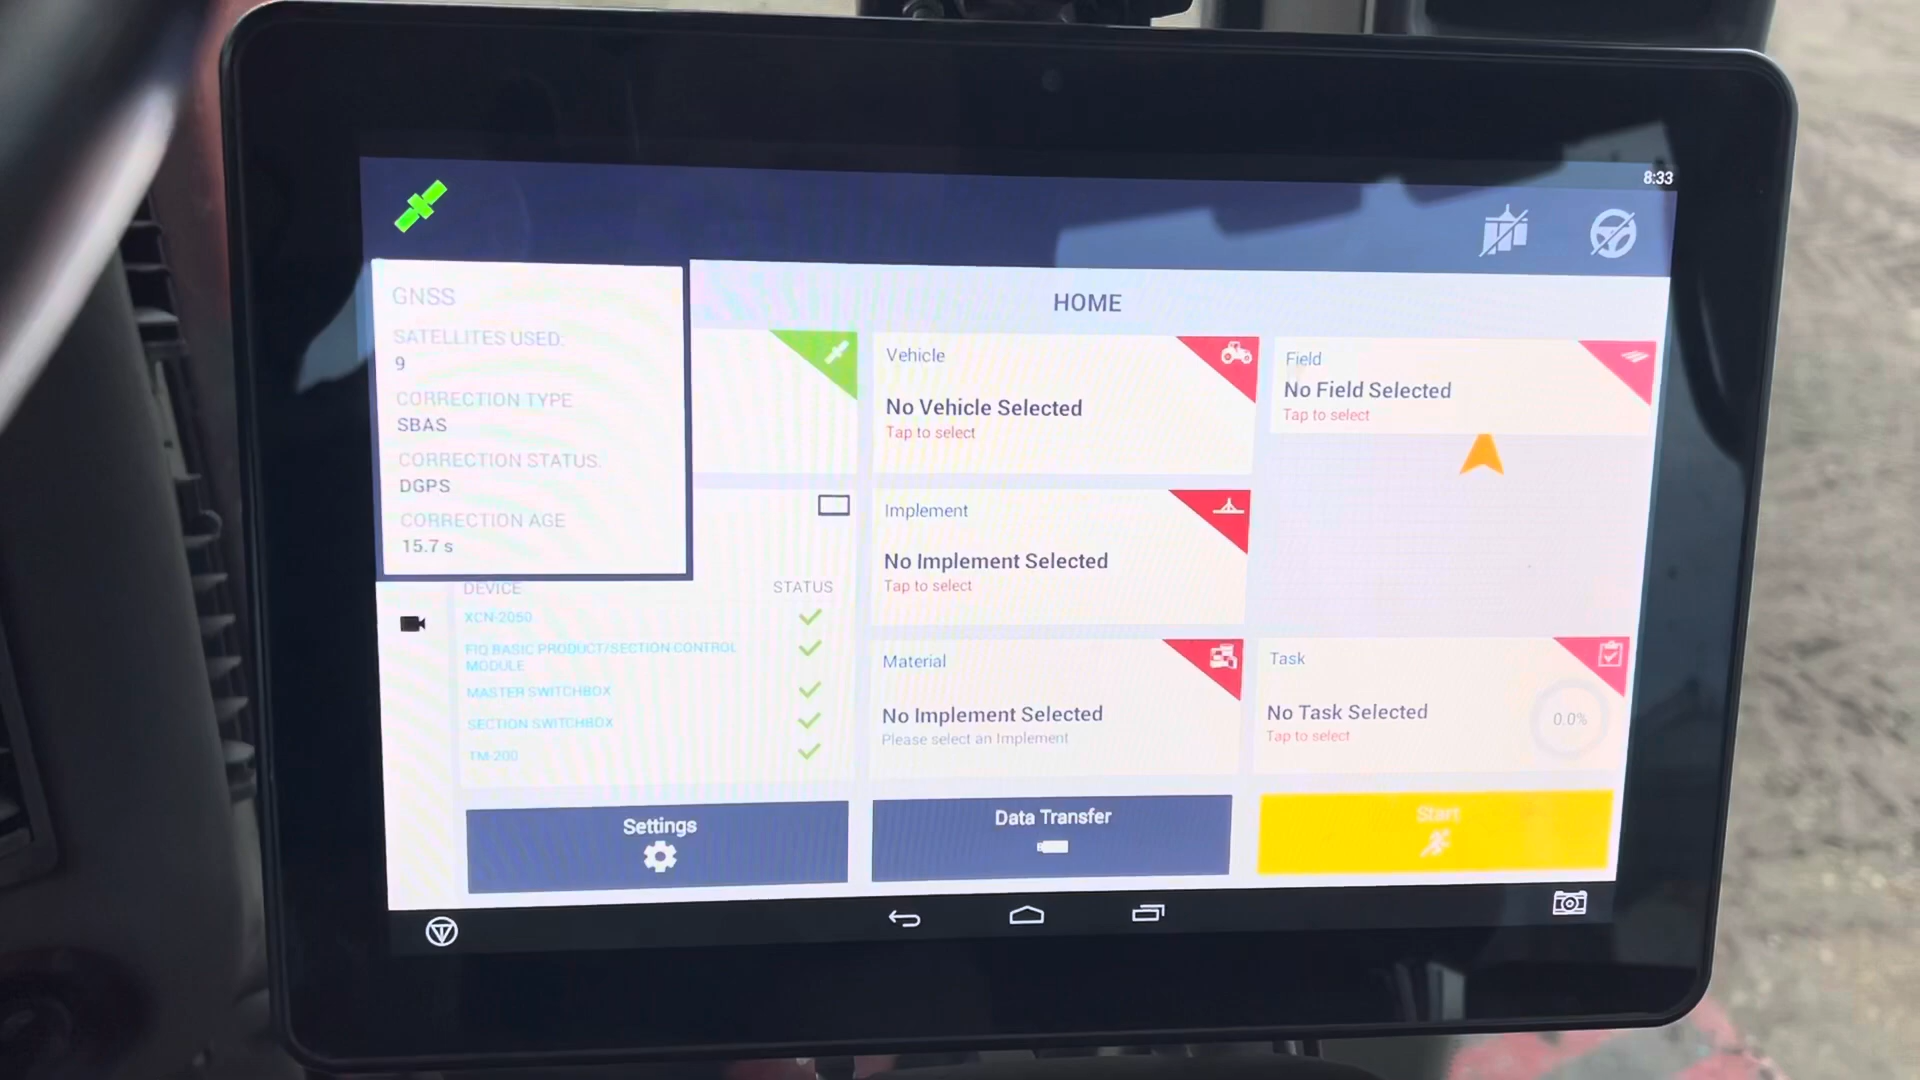 8:33
GNSS
SATELLITES USED:
9
CORRECTION TYPE
SBAS
CORRECTION STATUS:
DGPS
CORRECTION AGE
15.7 s
HOME
Vehicle
No Vehicle Selected
Tap to select
Field
No Field Selected
Tap to select
Implement
No Implement Selected
Tap to select
DEVICE STATUS
XCN-2050
FIQ BASIC PRODUCT/SECTION CONTROL
MODULE
MASTER SWITCHBOX
SECTION SWITCHBOX
TM-200
Material
No Implement Selected
Please select an Implement
Task
No Task Selected
Tap to select
0.0%
Settings
Data Transfer
Start